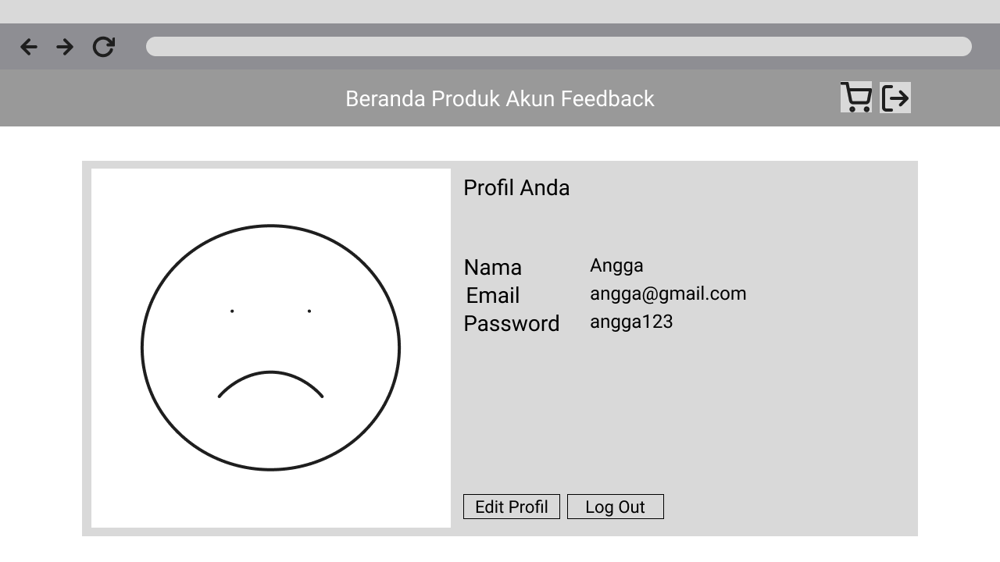 Beranda Produk Akun Feedback
Profil Anda
Nama Angga
Email angga@gmail.com
Password angga123
Edit Profil Log Out